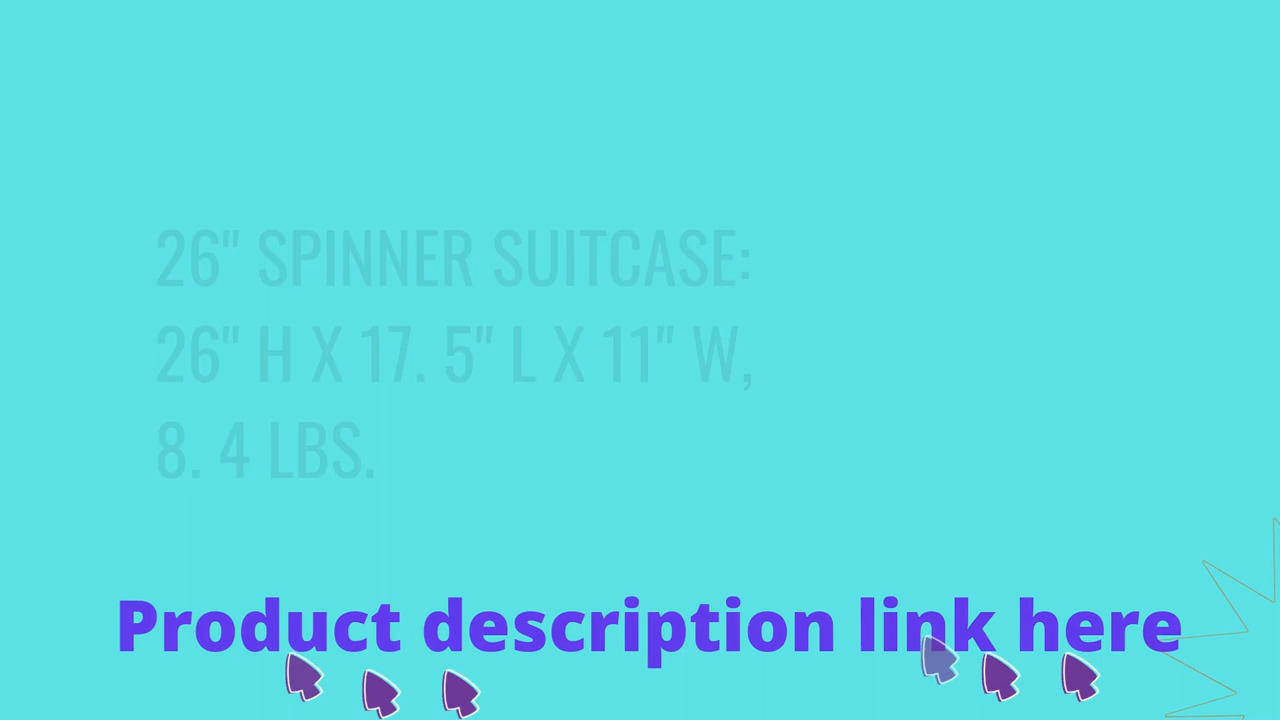 26" SPINNER SUITCASE:
26" H X 17. 5" L X 11" W,
8. 4 LBS.
Product description link here